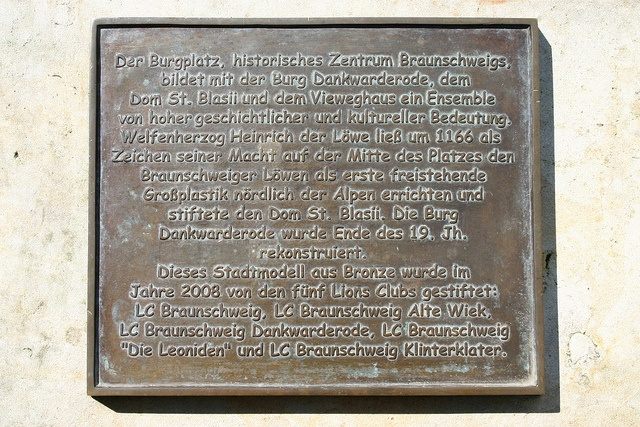 Der Burgplatz, historisches Zentrum Braunschweigs,
bildet mit der Burg Dankwarderode, dem
Dom St. Blasii und dem Vieweghaus ein Ensemble
von hoher geschichtlicher und kultureller Bedeutung.
Welfenherzog Heinrich der Löwe ließ um 1166 als
Zeichen seiner Macht auf der Mitte des Platzes den
Braunschweiger Löwen als erste freistehende
Großplastik nördlich der Alpen errichten und
stiftete den Dom St. Blasii. Die Burg
Dankwarderode wurde Ende des 19. Jh.
rekonstruiert.
Dieses Stadtmodell aus Bronze wurde im
Jahre 2008 von den fünf Lions Clubs gestiftet:
LC Braunschweig, LC Braunschweig Alte Wiek,
LC Braunschweig Dankwarderode, LC Braunschweig
"Die Leoniden" und LC Braunschweig Klinterklater.